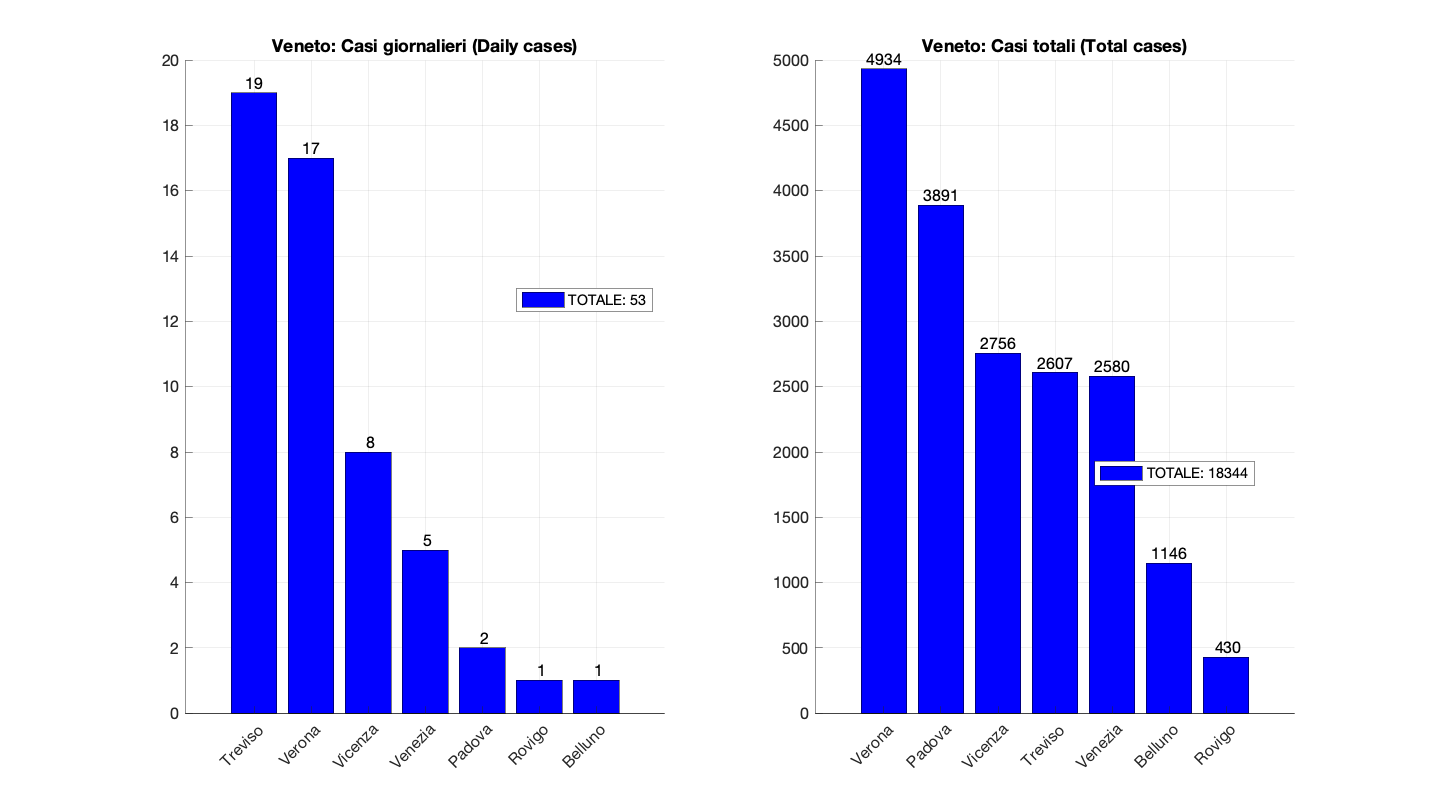 Veneto: Casi giornalieri (Daily cases)
20
18
16
14
12
10
8
6
4
2
0
19
17
8
5
2
1
1
TOTALE: 53
Treviso
Verona
Vicenza
Venezia
Padova
Rovigo
Belluno
Veneto: Casi totali (Total cases)
5000
4500
4000
3500
3000
2500
2000
1500
1000
500
0
4934
3891
2756
2607
2580
1146
430
TOTALE: 18344
Verona
Padova
Vicenza
Treviso
Venezia
Belluno
Rovigo